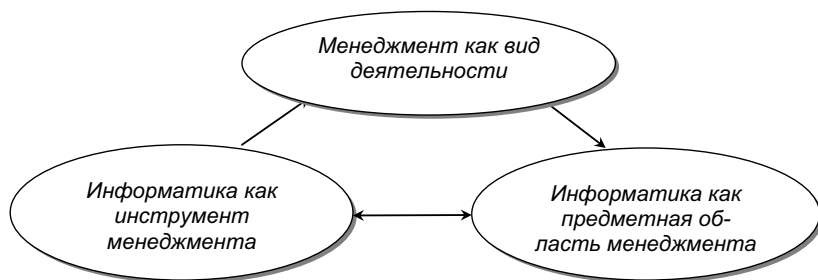 Менеджмент как вид
деятельности
Информатика как
инструмент
менеджмента
Информатика как
предметная об-
ласть менеджмента